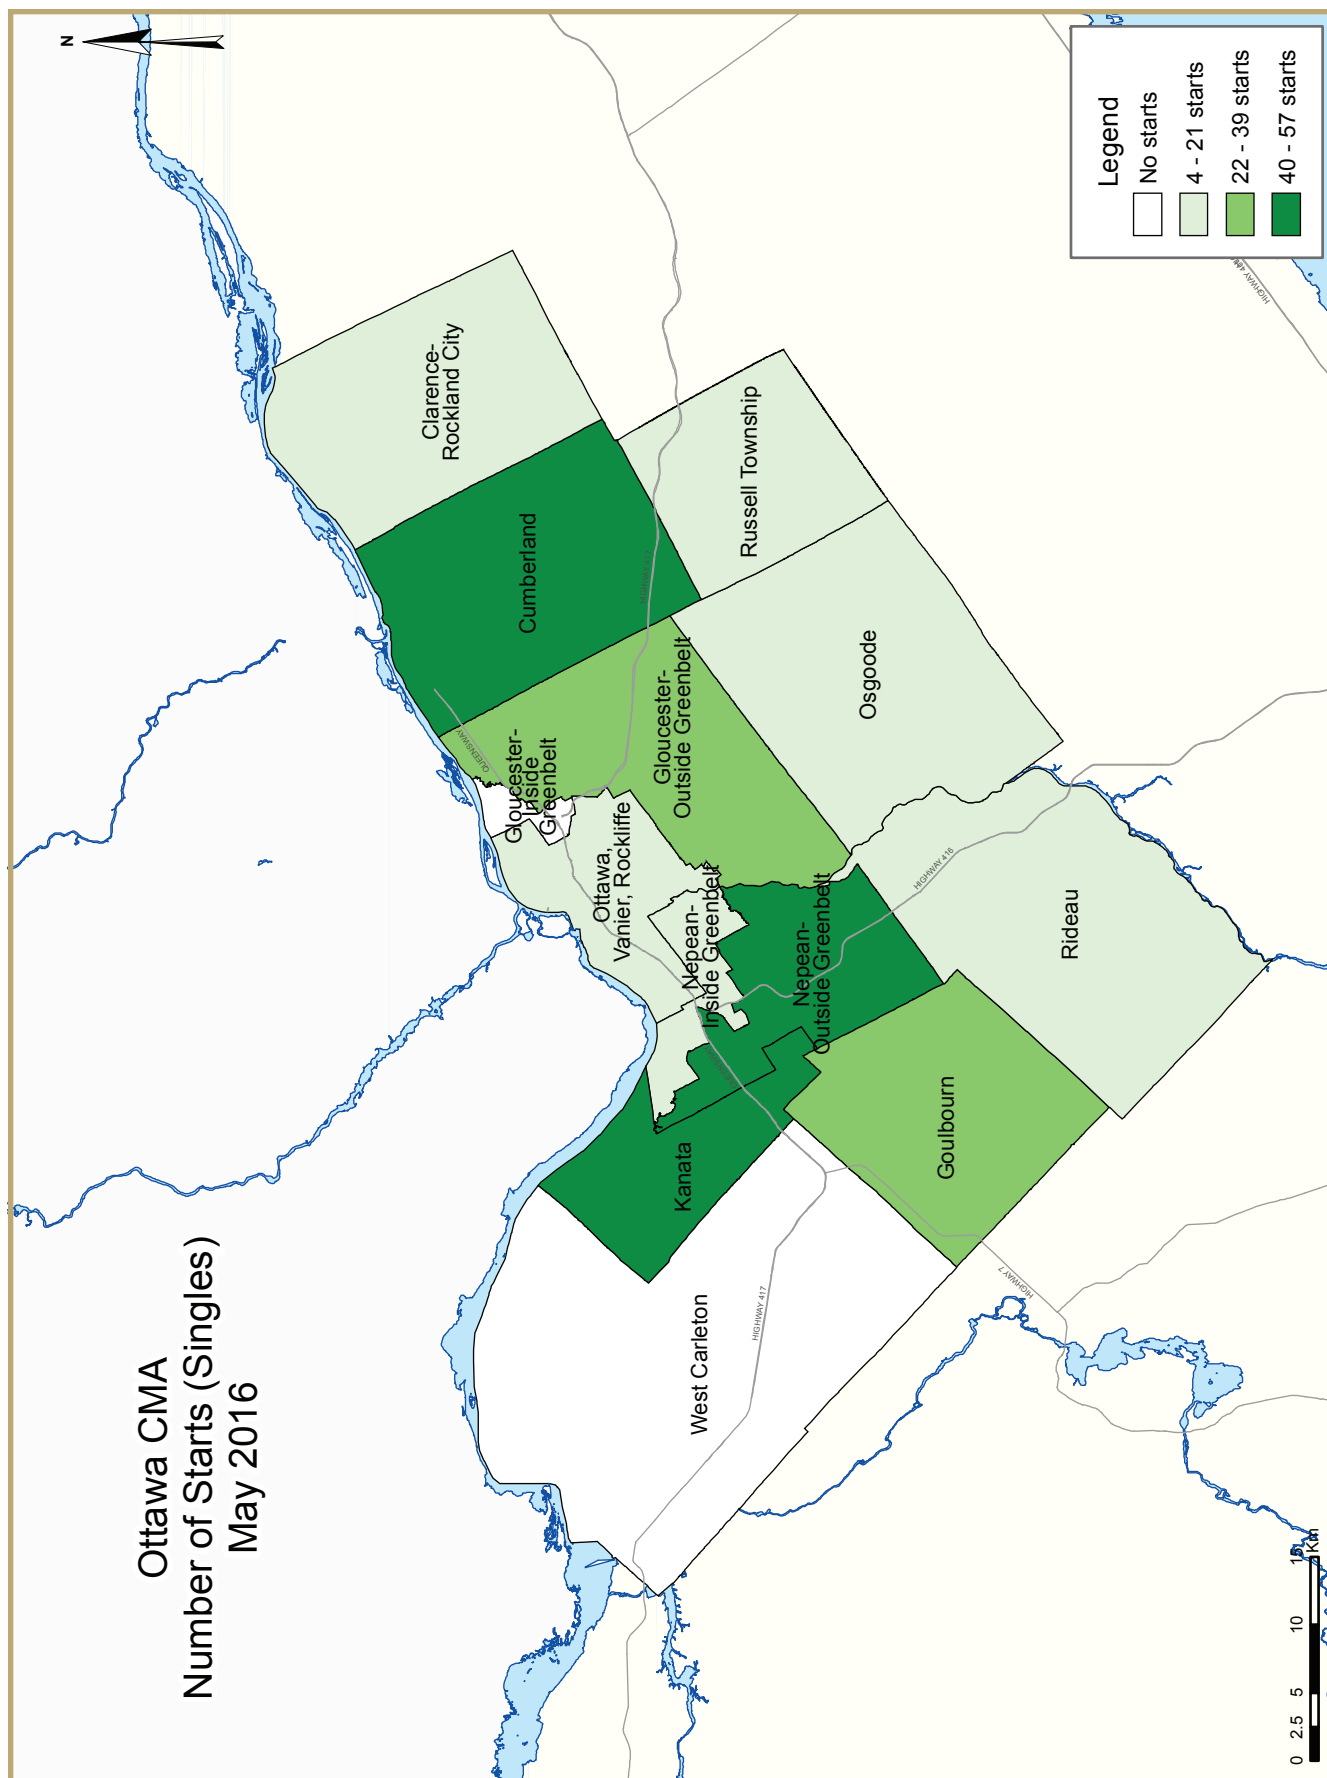 Ottawa CMA
Number of Starts (Singles)
May 2016
N
Legend
No starts
4 - 21 starts
22 - 39 starts
40 - 57 starts
Clarence-
Rockland City
Cumberland
Russell Township
Gloucester-
Inside
Greenbelt
Gloucester-
Outside Greenbelt
Osgoode
Ottawa,
Vanier, Rockliffe
Nepean-
Inside Greenbelt
Nepean-
Outside Greenbelt
Rideau
Kanata
Goulbourn
West Carleton
QUEENSWAY
HIGHWAY 417
HIGHWAY 416
HIGHWAY 417
HIGHWAY 7
0 2.5 5 10 15
Km